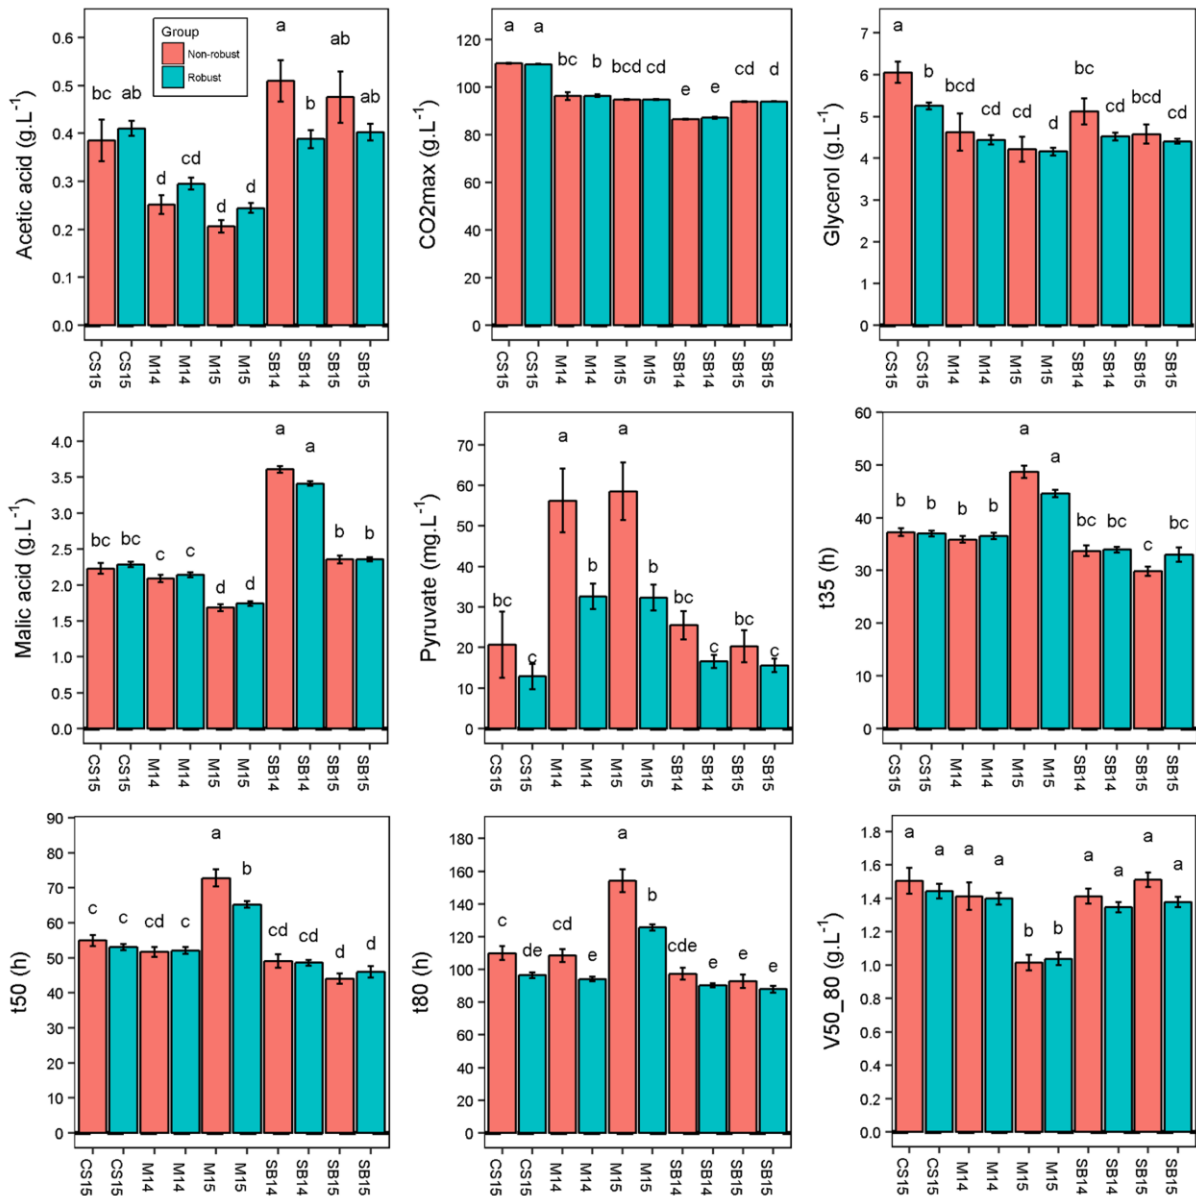 Acetic acid (g.L-1)
0.6
0.5
0.4
0.3
0.2
0.1
0.0
Group
Non-robust
Robust
bc ab d cd d d a b ab ab
CS15 CS15 M14 M14 M15 M15 SB14 SB14 SB15 SB15
CO2max (g.L-1)
120
100
80
60
40
20
0
a a bc b bcd cd e e cd d
CS15 CS15 M14 M14 M15 M15 SB14 SB14 SB15 SB15
Glycerol (g.L-1)
7
6
5
4
3
2
1
0
a b bcd cd cd d bc cd bcd cd
CS15 CS15 M14 M14 M15 M15 SB14 SB14 SB15 SB15
Malic acid (g.L-1)
4.0
3.5
3.0
2.5
2.0
1.5
1.0
0.5
0.0
bc bc c c d d a a b b
CS15 CS15 M14 M14 M15 M15 SB14 SB14 SB15 SB15
Pyruvate (mg.L-1)
70
60
50
40
30
20
10
0
bc c a b a b bc c bc c
CS15 CS15 M14 M14 M15 M15 SB14 SB14 SB15 SB15
t35 (h)
60
50
40
30
20
10
0
b b b b a a bc bc c bc
CS15 CS15 M14 M14 M15 M15 SB14 SB14 SB15 SB15
t50 (h)
90
80
70
60
50
40
30
20
10
0
c c cd c a b cd cd d d
CS15 CS15 M14 M14 M15 M15 SB14 SB14 SB15 SB15
t80 (h)
180
160
140
120
100
80
60
40
20
0
c de cd e a b cde e e e
CS15 CS15 M14 M14 M15 M15 SB14 SB14 SB15 SB15
V50_80 (g.L-1)
1.8
1.6
1.4
1.2
1.0
0.8
0.6
0.4
0.2
0.0
a a a a b b a a a a
CS15 CS15 M14 M14 M15 M15 SB14 SB14 SB15 SB15